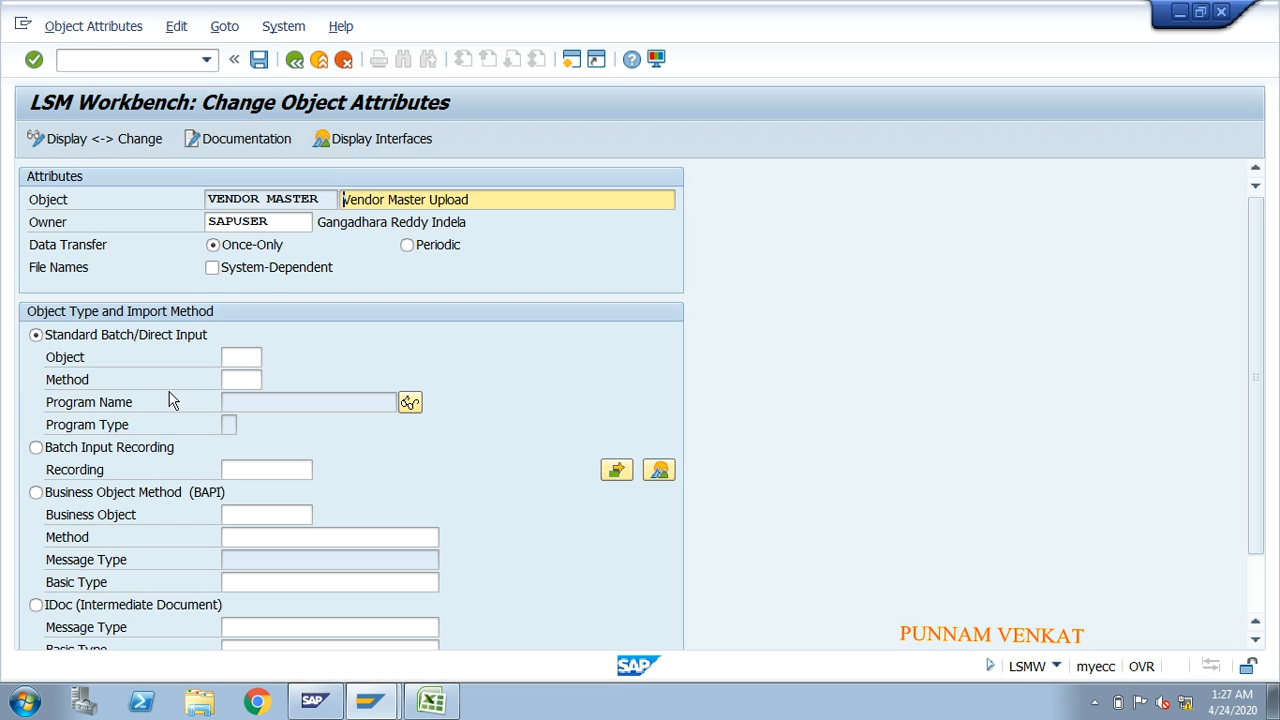 Object Attributes Edit Goto System Help
LSM Workbench: Change Object Attributes
Display <-> Change Documentation Display Interfaces
Attributes
Object VENDOR MASTER Vendor Master Upload
Owner SAPUSER Gangadhara Reddy Indela
Data Transfer Once-Only Periodic
File Names System-Dependent
Object Type and Import Method
Standard Batch/Direct Input
Object
Method
Program Name
Program Type
Batch Input Recording
Recording
Business Object Method (BAPI)
Business Object
Method
Message Type
Basic Type
IDoc (Intermediate Document)
Message Type
Basic Type
PUNNAM VENKAT
SAP LSMW myecc OVR
SAP 1:27 AM
4/24/2020